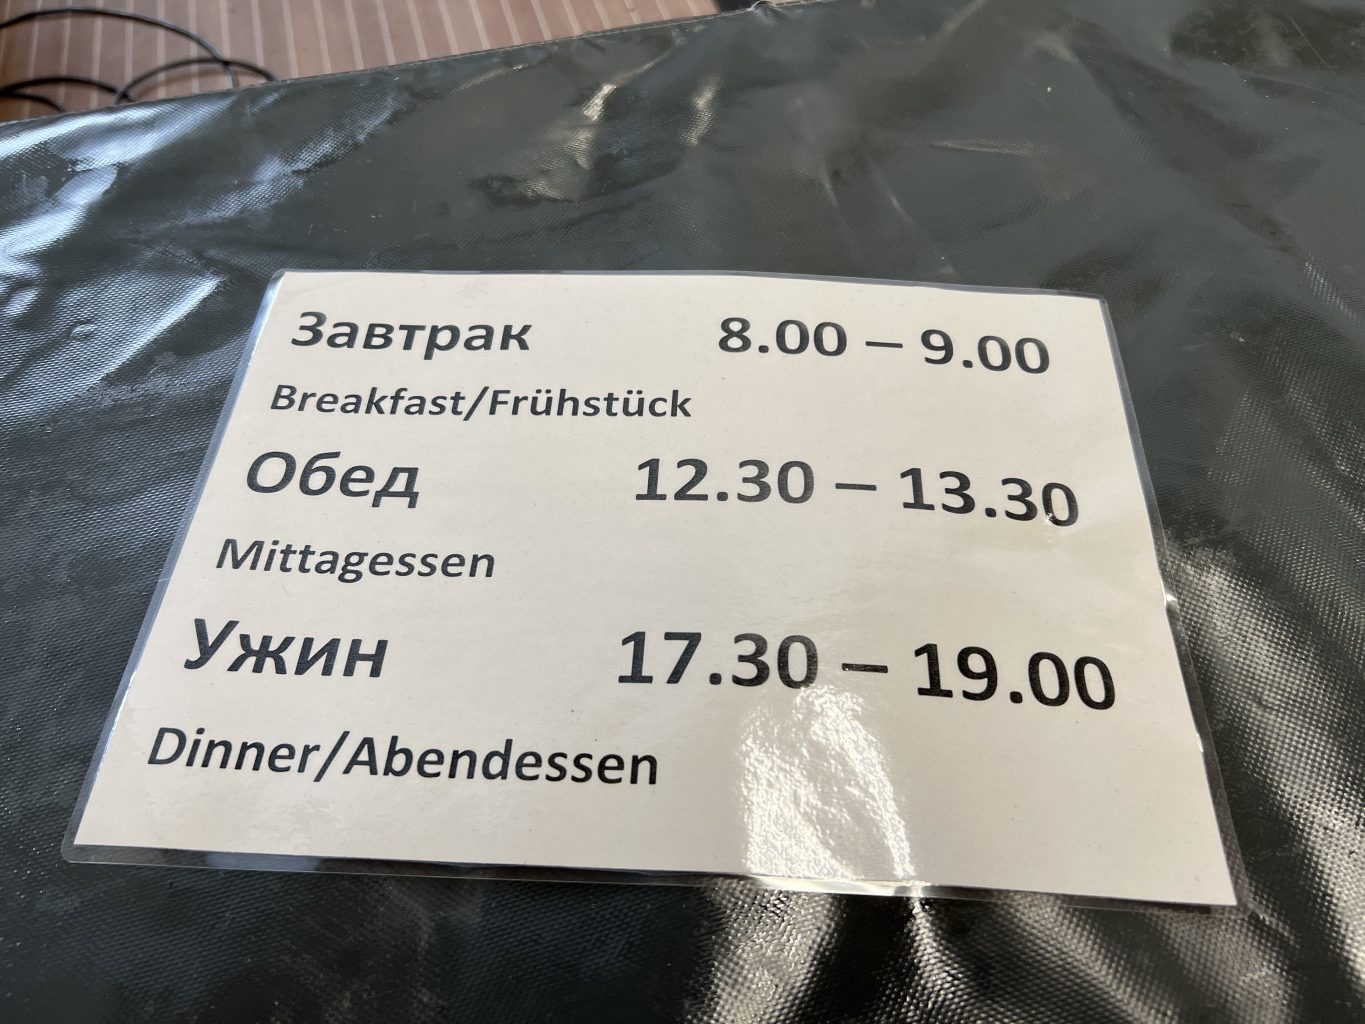 Завтрак 8.00 – 9.00
Breakfast/Frühstück
Обед 12.30 – 13.30
Mittagessen
Ужин 17.30 – 19.00
Dinner/Abendessen